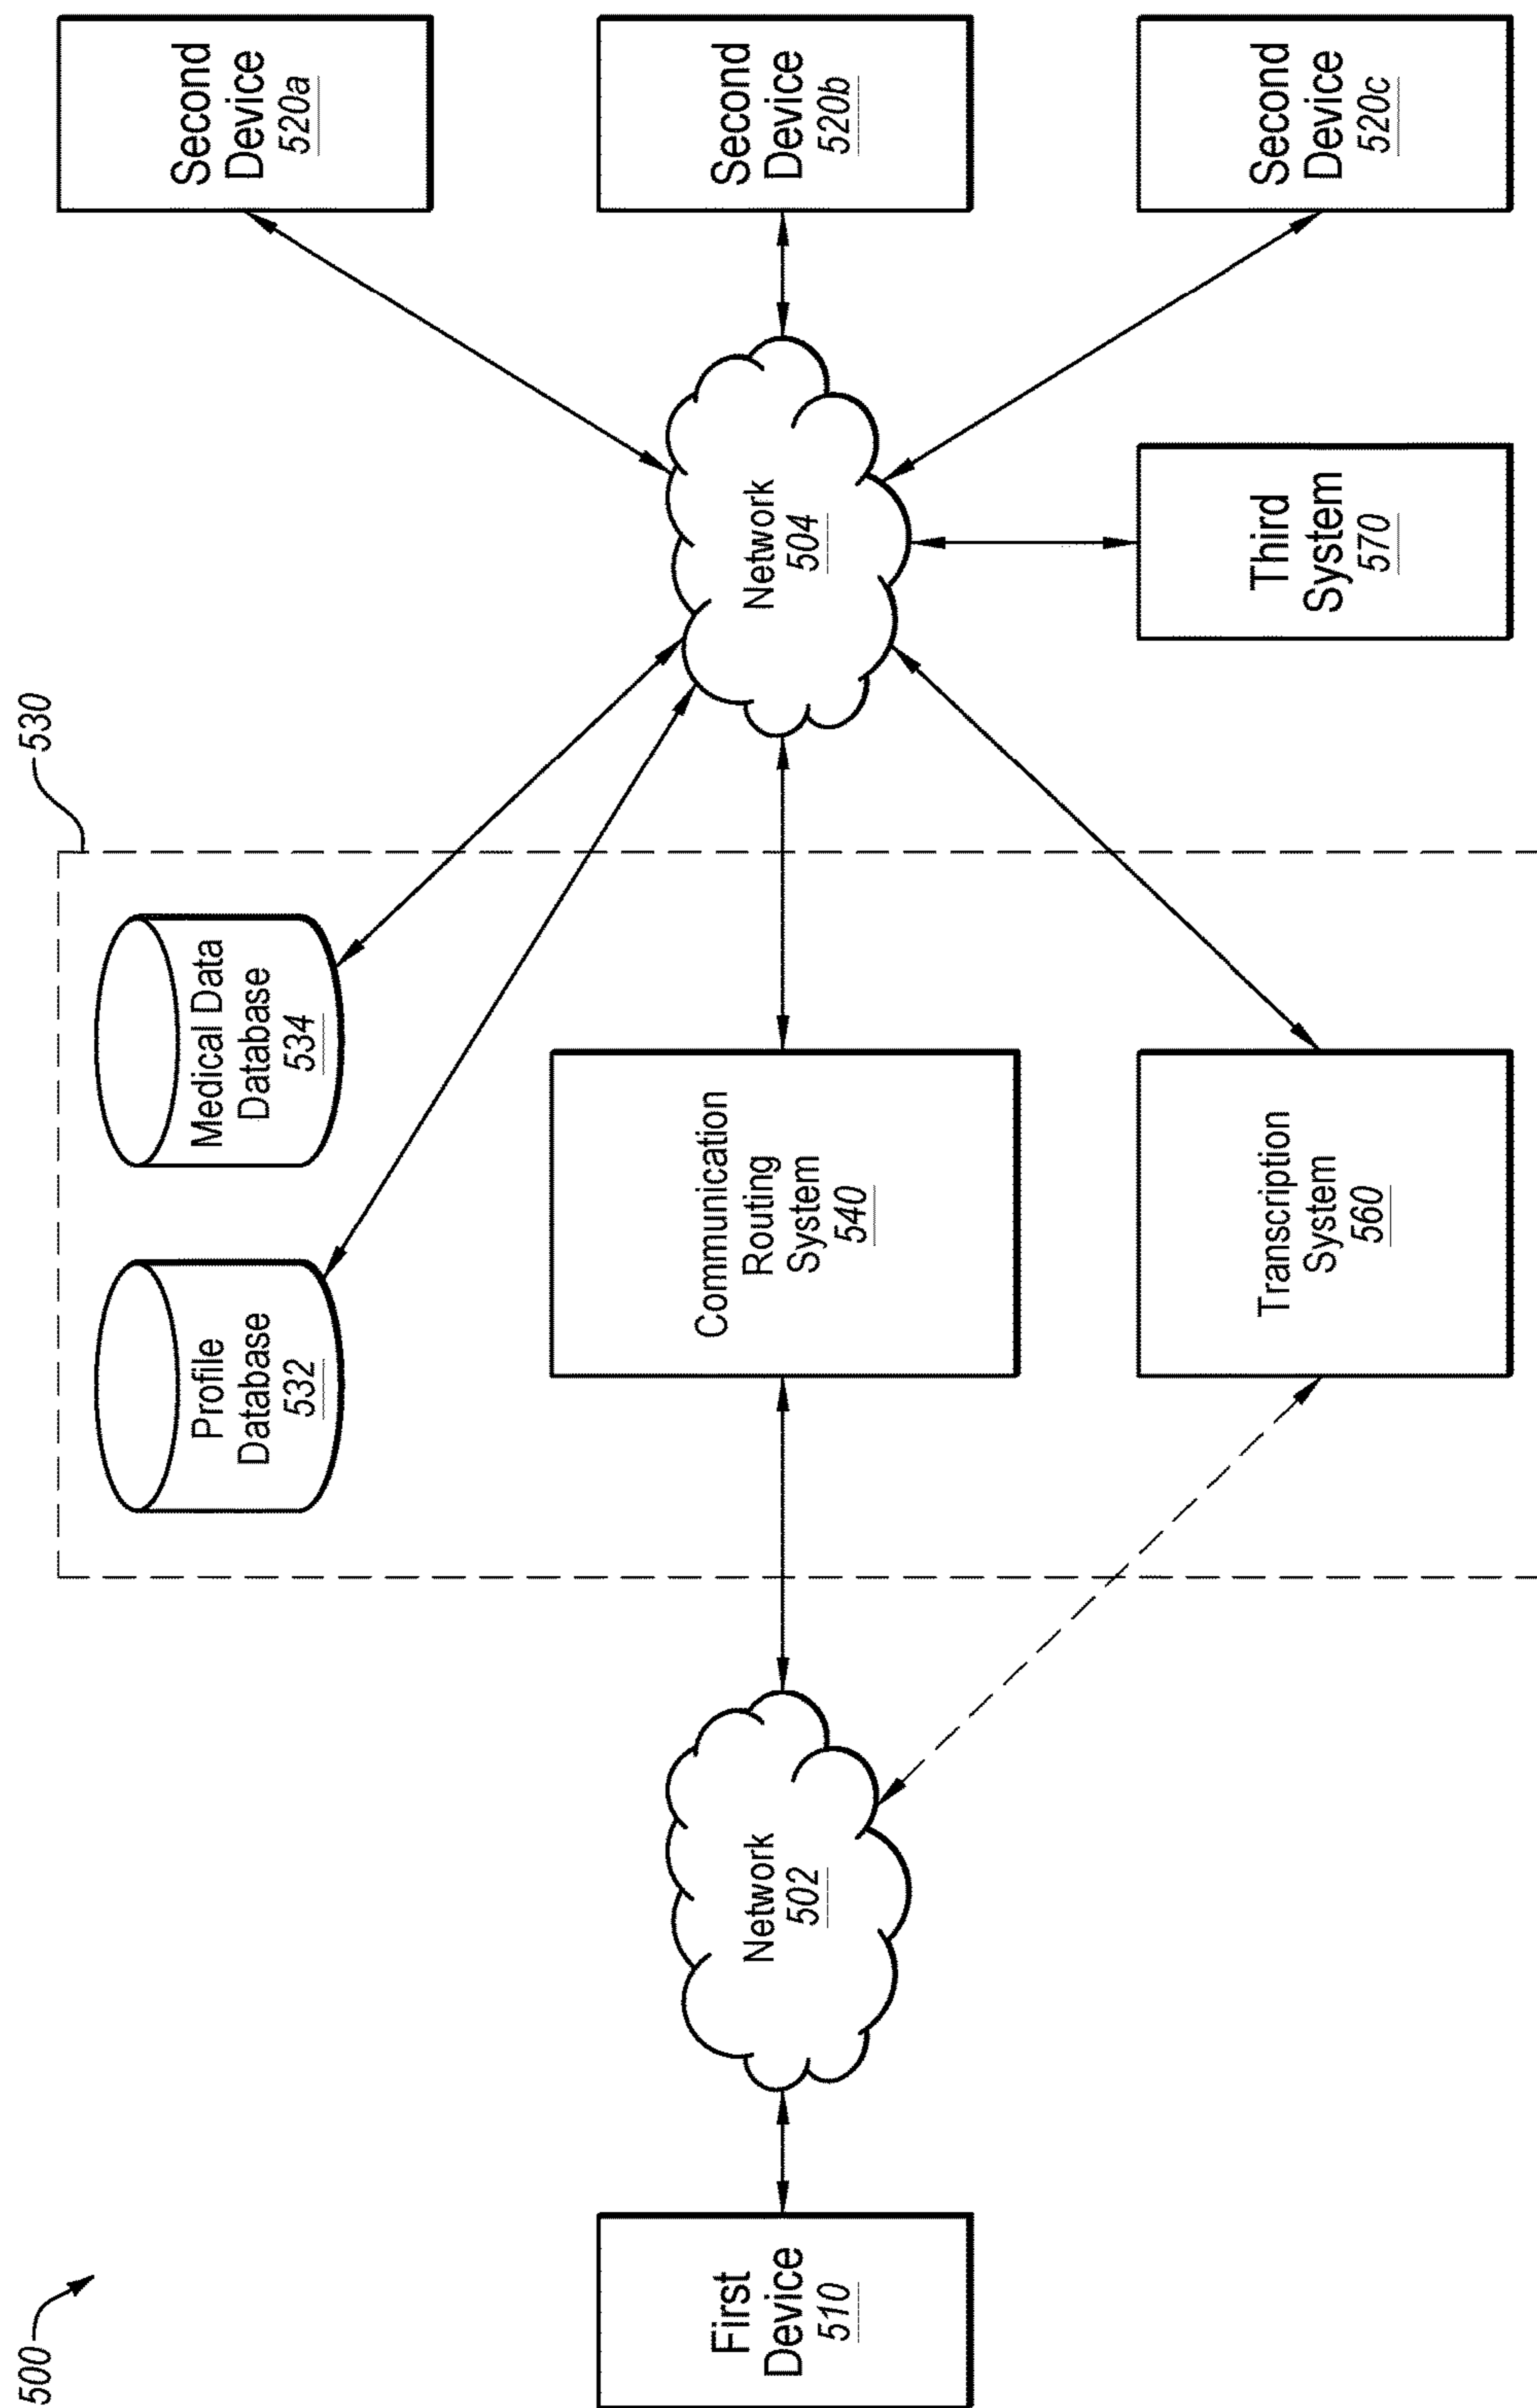 500
530
Profile
Database
532
Medical Data
Database
534
Second
Device
520a
First
Device
510
Network
502
Communication
Routing
System
540
Network
504
Second
Device
520b
Transcription
System
560
Third
System
570
Second
Device
520c